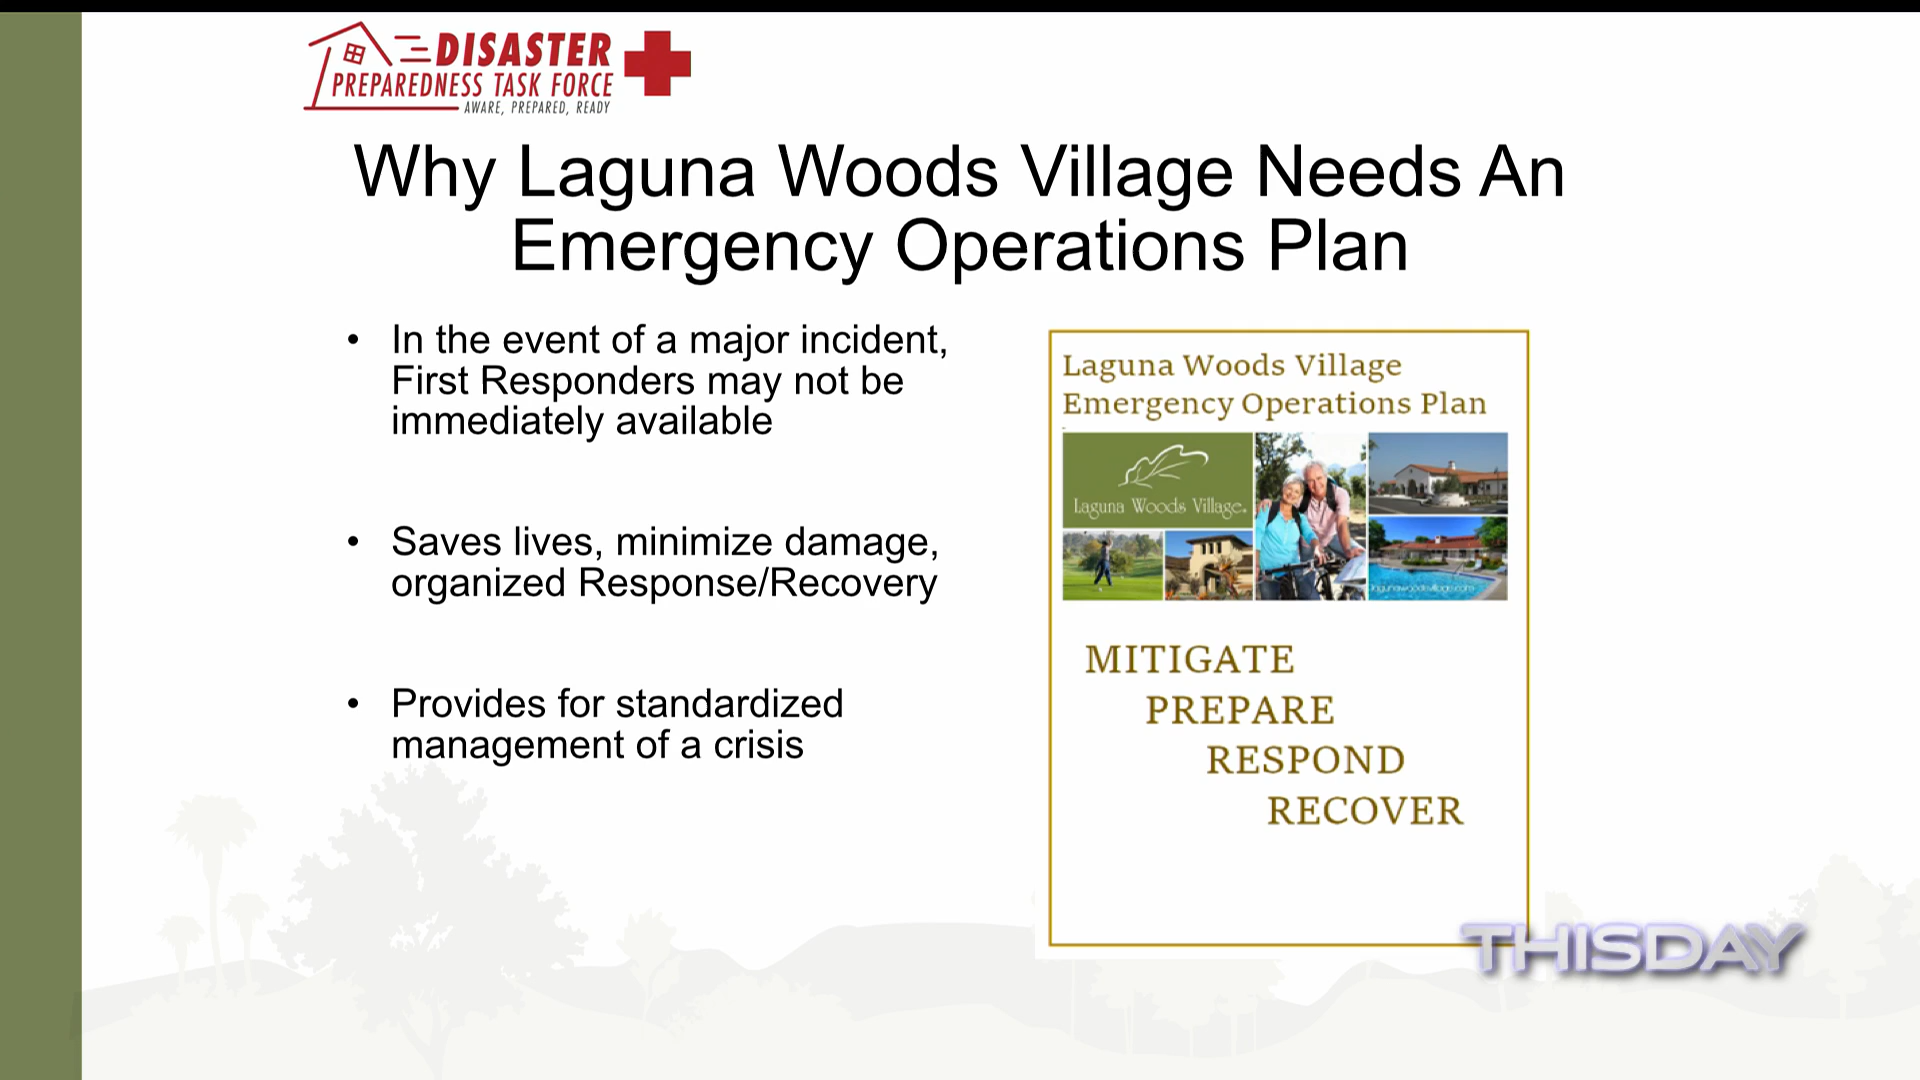 DISASTER
PREPAREDNESS TASK FORCE
AWARE, PREPARED, READY
Why Laguna Woods Village Needs An
Emergency Operations Plan
• In the event of a major incident,
First Responders may not be
immediately available
• Saves lives, minimize damage,
organized Response/Recovery
• Provides for standardized
management of a crisis
Laguna Woods Village
Emergency Operations Plan
Laguna Woods Village.
lagunawoodsvillage.com
MITIGATE
PREPARE
RESPOND
RECOVER
THISDAY